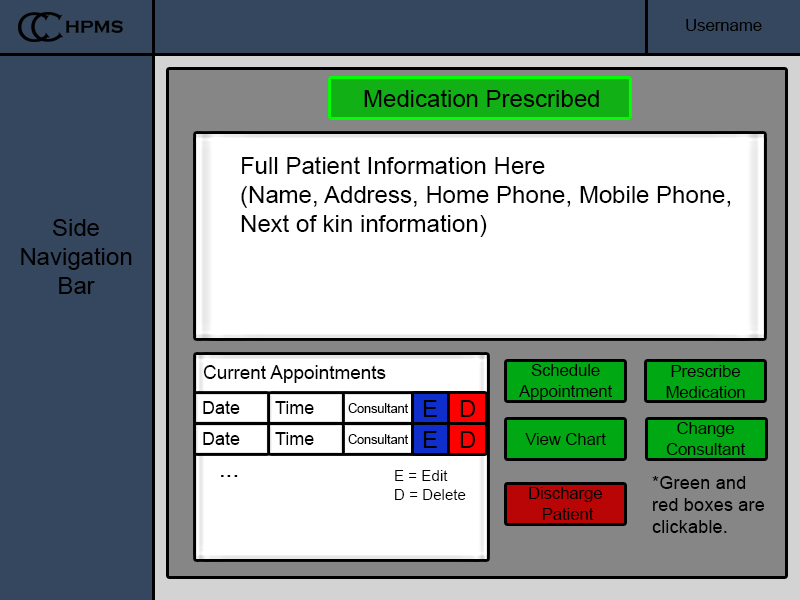 HPMS
Username
Side
Navigation
Bar
Medication Prescribed
Full Patient Information Here
(Name, Address, Home Phone, Mobile Phone,
Next of kin information)
Current Appointments
Date Time Consultant E D
Date Time Consultant E D
...
E = Edit
D = Delete
Schedule
Appointment
Prescribe
Medication
View Chart
Change
Consultant
Discharge
Patient
*Green and
red boxes are
clickable.